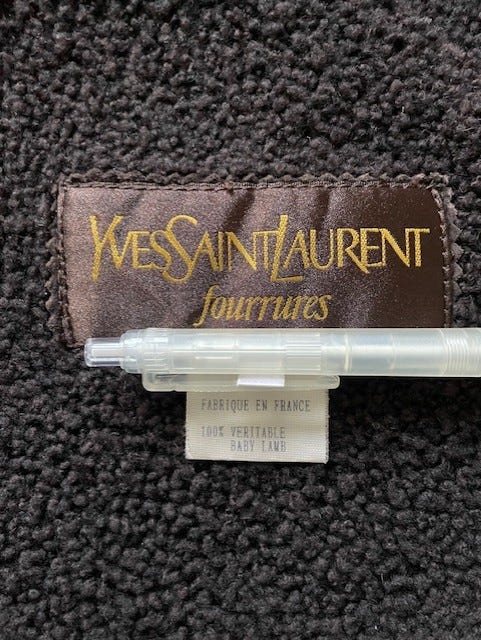 YVESSAINTLAURENT
fourrures
FABRIQUE EN FRANCE
100% VERITABLE
BABY LAMB